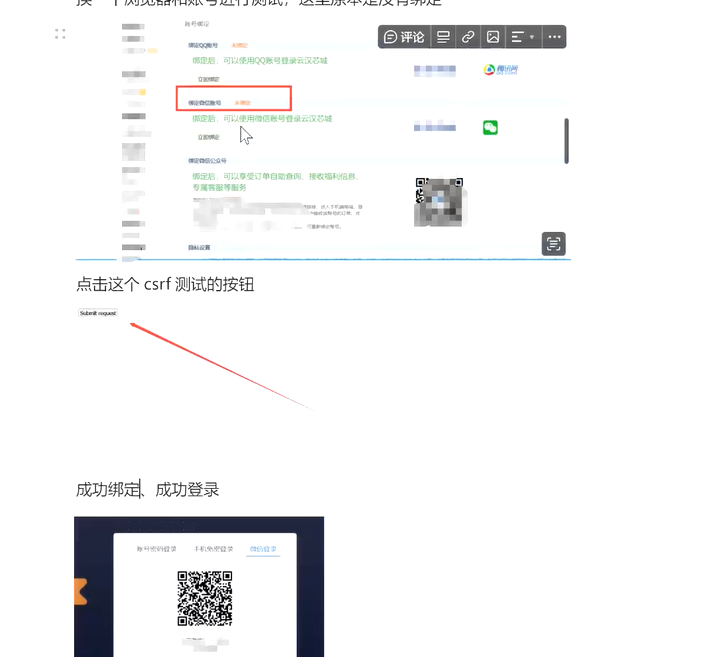 换一个浏览器和账号进行测试，这里原本是没有绑定
账号绑定
评论
绑定QQ账号 未绑定
绑定后，可以使用QQ账号登录云汉芯城
立即绑定
腾讯网
绑定微信账号 未绑定
绑定后，可以使用微信账号登录云汉芯城
立即绑定
绑定微信公众号
绑定后，可以享受订单自助查询、接收福利信息、
专属客服等服务
隐私设置
点击这个 csrf 测试的按钮
Submit request
成功绑定、成功登录
账号密码登录 手机免密登录 微信登录